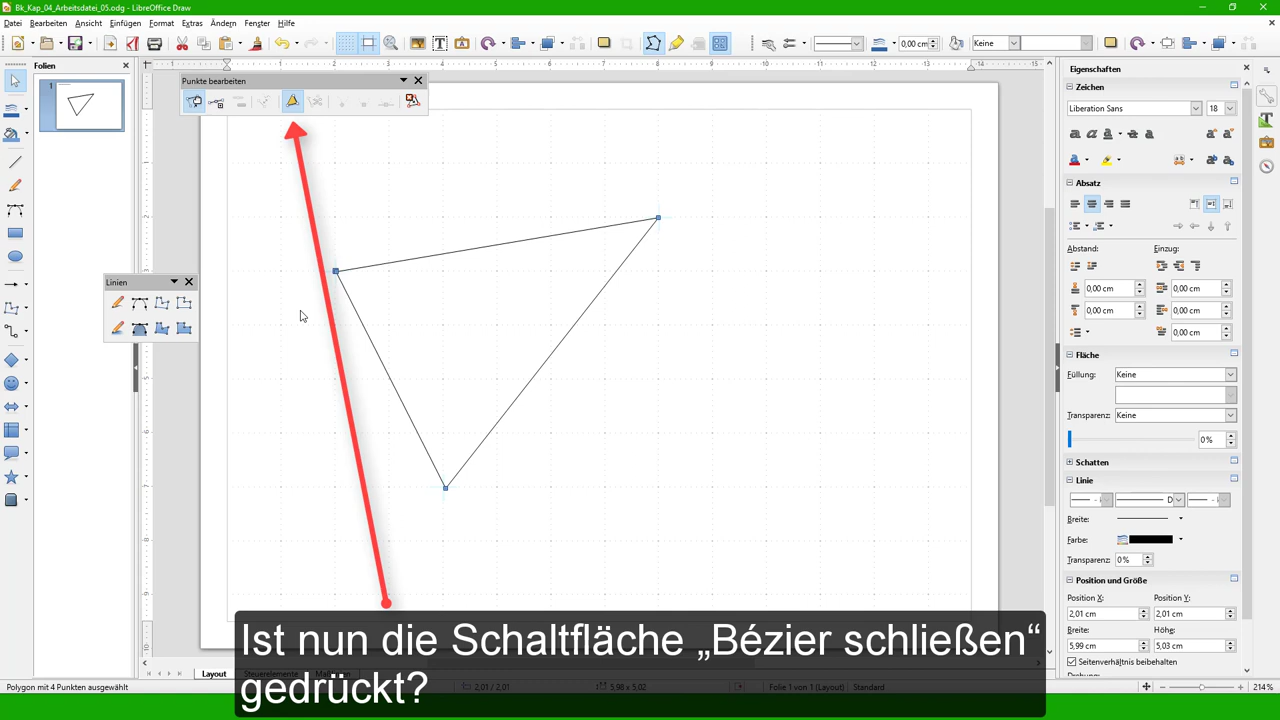 Bk_Kap_04_Arbeitsdatei_05.odg - LibreOffice Draw
Datei Bearbeiten Ansicht Einfügen Format Extras Ändern Fenster Hilfe
0,00 cm
Keine
Folien
1
Punkte bearbeiten
Linien
Eigenschaften
Zeichen
Liberation Sans 18
Absatz
Abstand: Einzug:
0,00 cm 0,00 cm
0,00 cm 0,00 cm
0,00 cm
Fläche
Füllung: Keine
Transparenz: Keine
0%
Schatten
Linie
Breite:
Farbe:
Transparenz: 0%
Position und Größe
Position X: Position Y:
2,01 cm 2,01 cm
Breite: Höhe:
5,99 cm 5,03 cm
Seitenverhältnis beibehalten
Ist nun die Schaltfläche „Bézier schließen“
gedrückt?
Layout
Polygon mit 4 Punkten ausgewählt 2,01 / 2,01 5,98 x 5.02 Folie 1 von 1 (Layout) Standard 214%